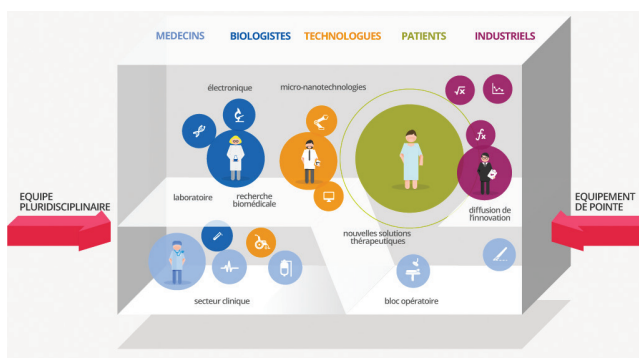 MEDECINS BIOLOGISTES TECHNOLOGUES PATIENTS INDUSTRIELS
électronique
micro-nanotechnologies
√x
fx
EQUIPE
PLURIDISCIPLINAIRE
EQUIPEMENT
DE POINTE
laboratoire
recherche
biomédicale
diffusion de
l'innovation
nouvelles solutions
thérapeutiques
secteur clinique
bloc opératoire